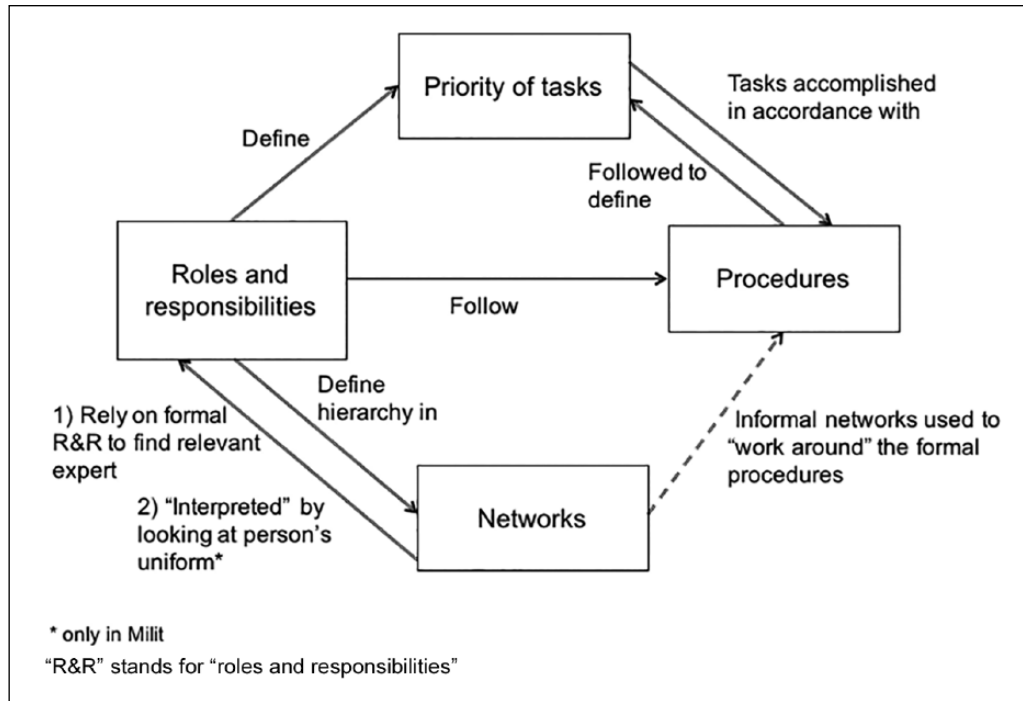 Priority of tasks
Tasks accomplished
in accordance with
Define
Followed to
define
Roles and
responsibilities
Procedures
Follow
Define
hierarchy in
1) Rely on formal
R&R to find relevant
expert
Informal networks used to
“work around” the formal
procedures
2) “Interpreted” by
looking at person’s
uniform*
Networks
* only in Milit
“R&R” stands for “roles and responsibilities”